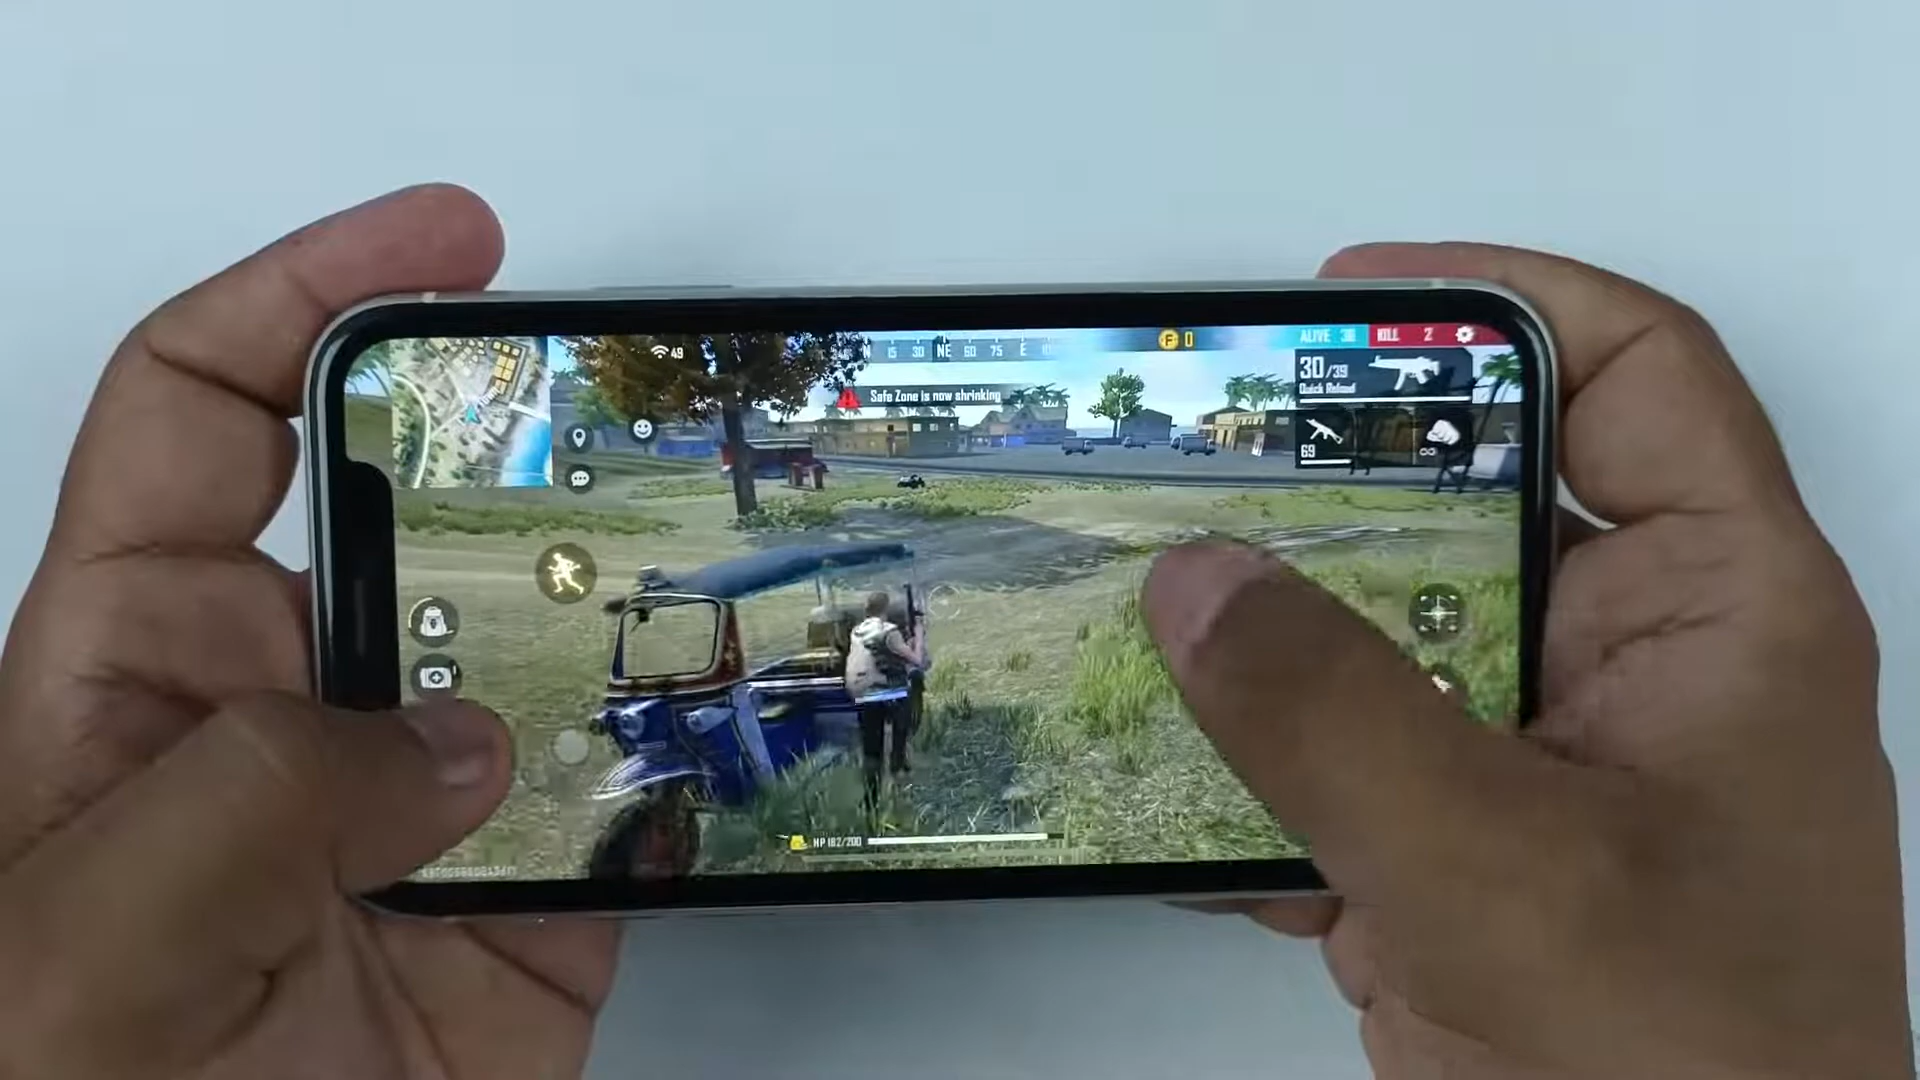 49
N 15 30 NE 60 75 E
0
ALIVE 36
KILL 2
Safe Zone is now shrinking
30/39
Quick Reload
69
∞
HP 182/200